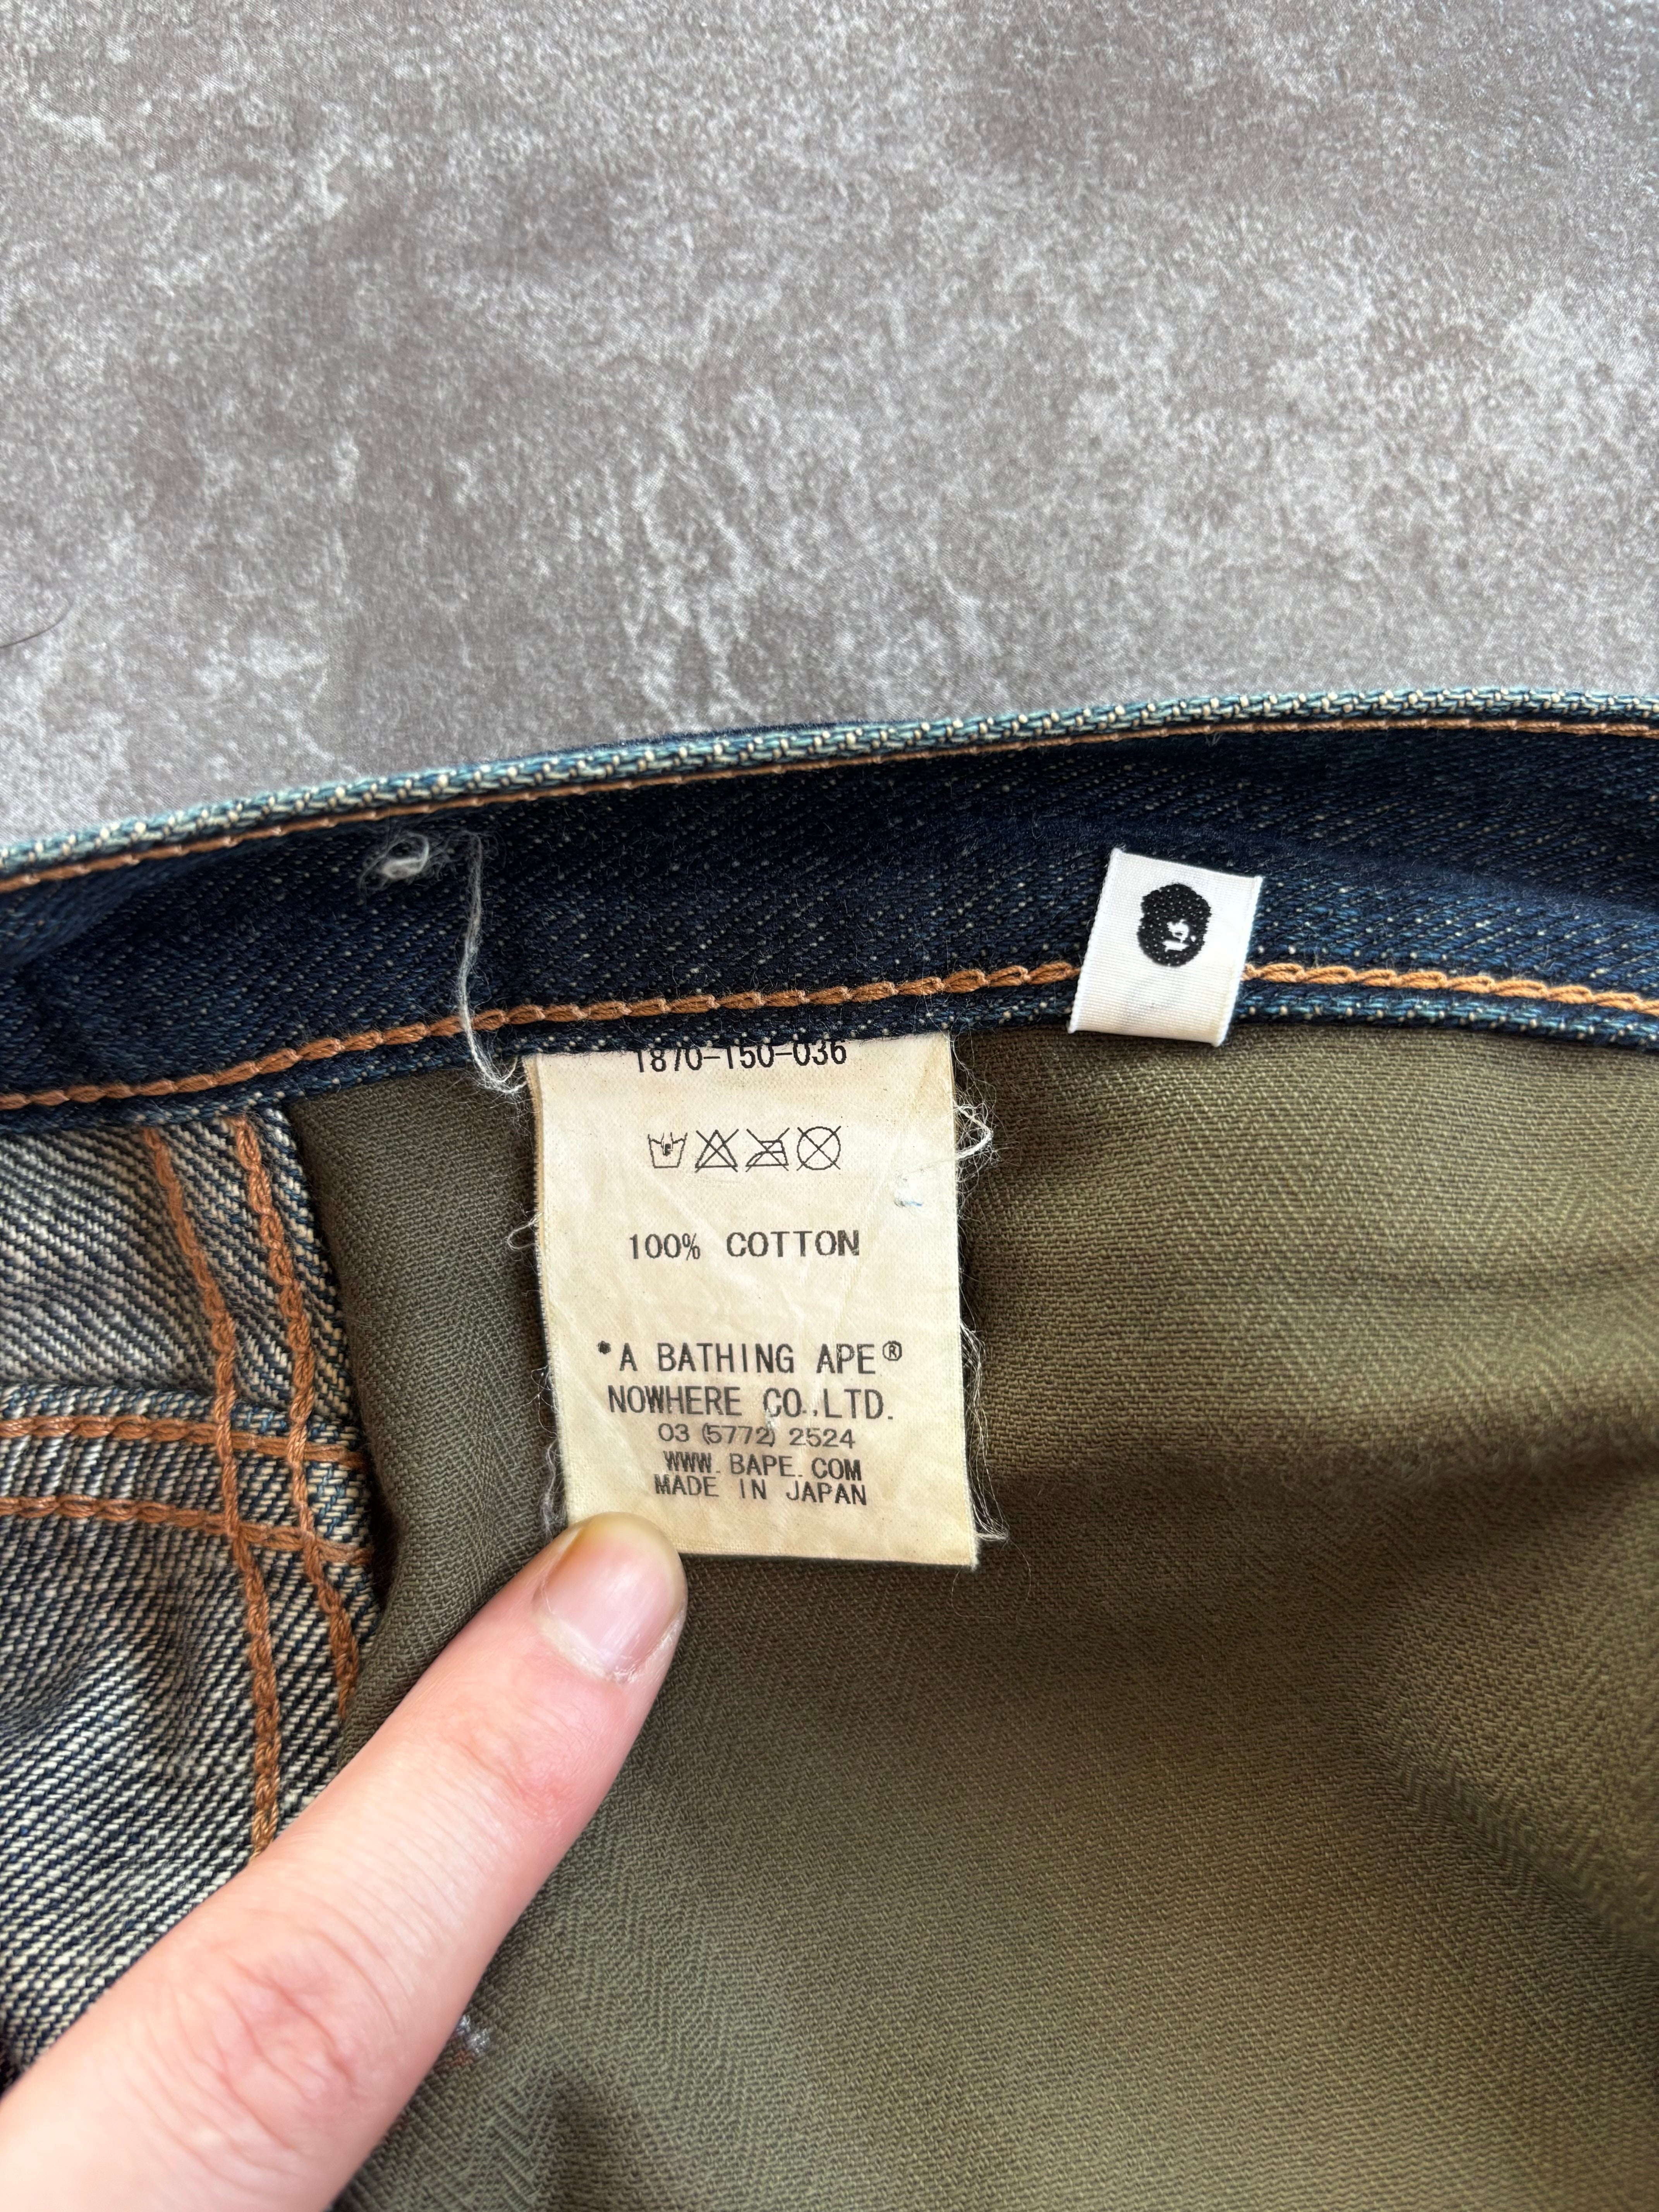 1870-150-036
100% COTTON
*A BATHING APE®
NOWHERE CO.,LTD.
03 (5772) 2524
WWW. BAPE. COM
MADE IN JAPAN